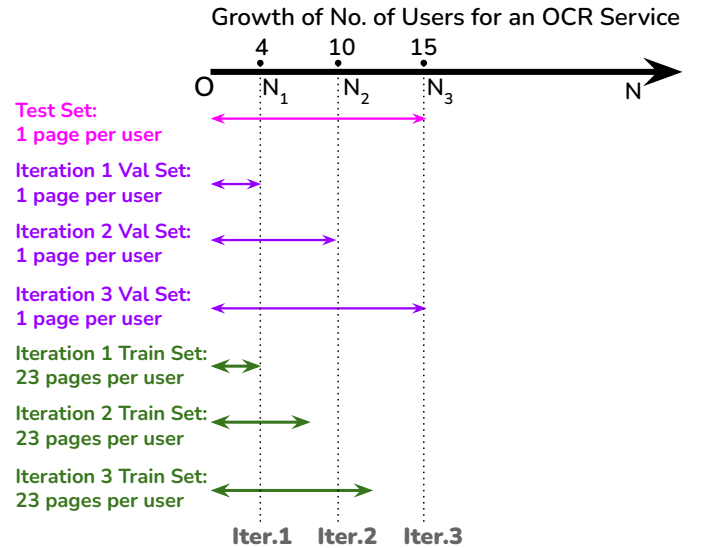 Growth of No. of Users for an OCR Service
4 10 15
O N1 N2 N3 N
Test Set:
1 page per user
Iteration 1 Val Set:
1 page per user
Iteration 2 Val Set:
1 page per user
Iteration 3 Val Set:
1 page per user
Iteration 1 Train Set:
23 pages per user
Iteration 2 Train Set:
23 pages per user
Iteration 3 Train Set:
23 pages per user
Iter.1 Iter.2 Iter.3